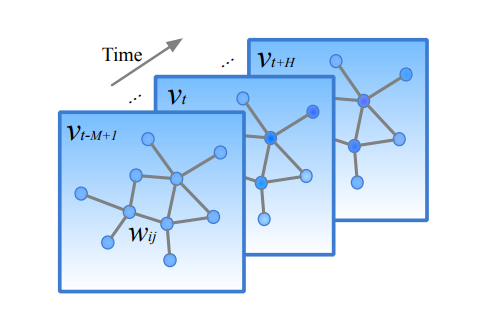 Time
... v_{t+H}
... v_t
v_{t-M+1}
w_{ij}